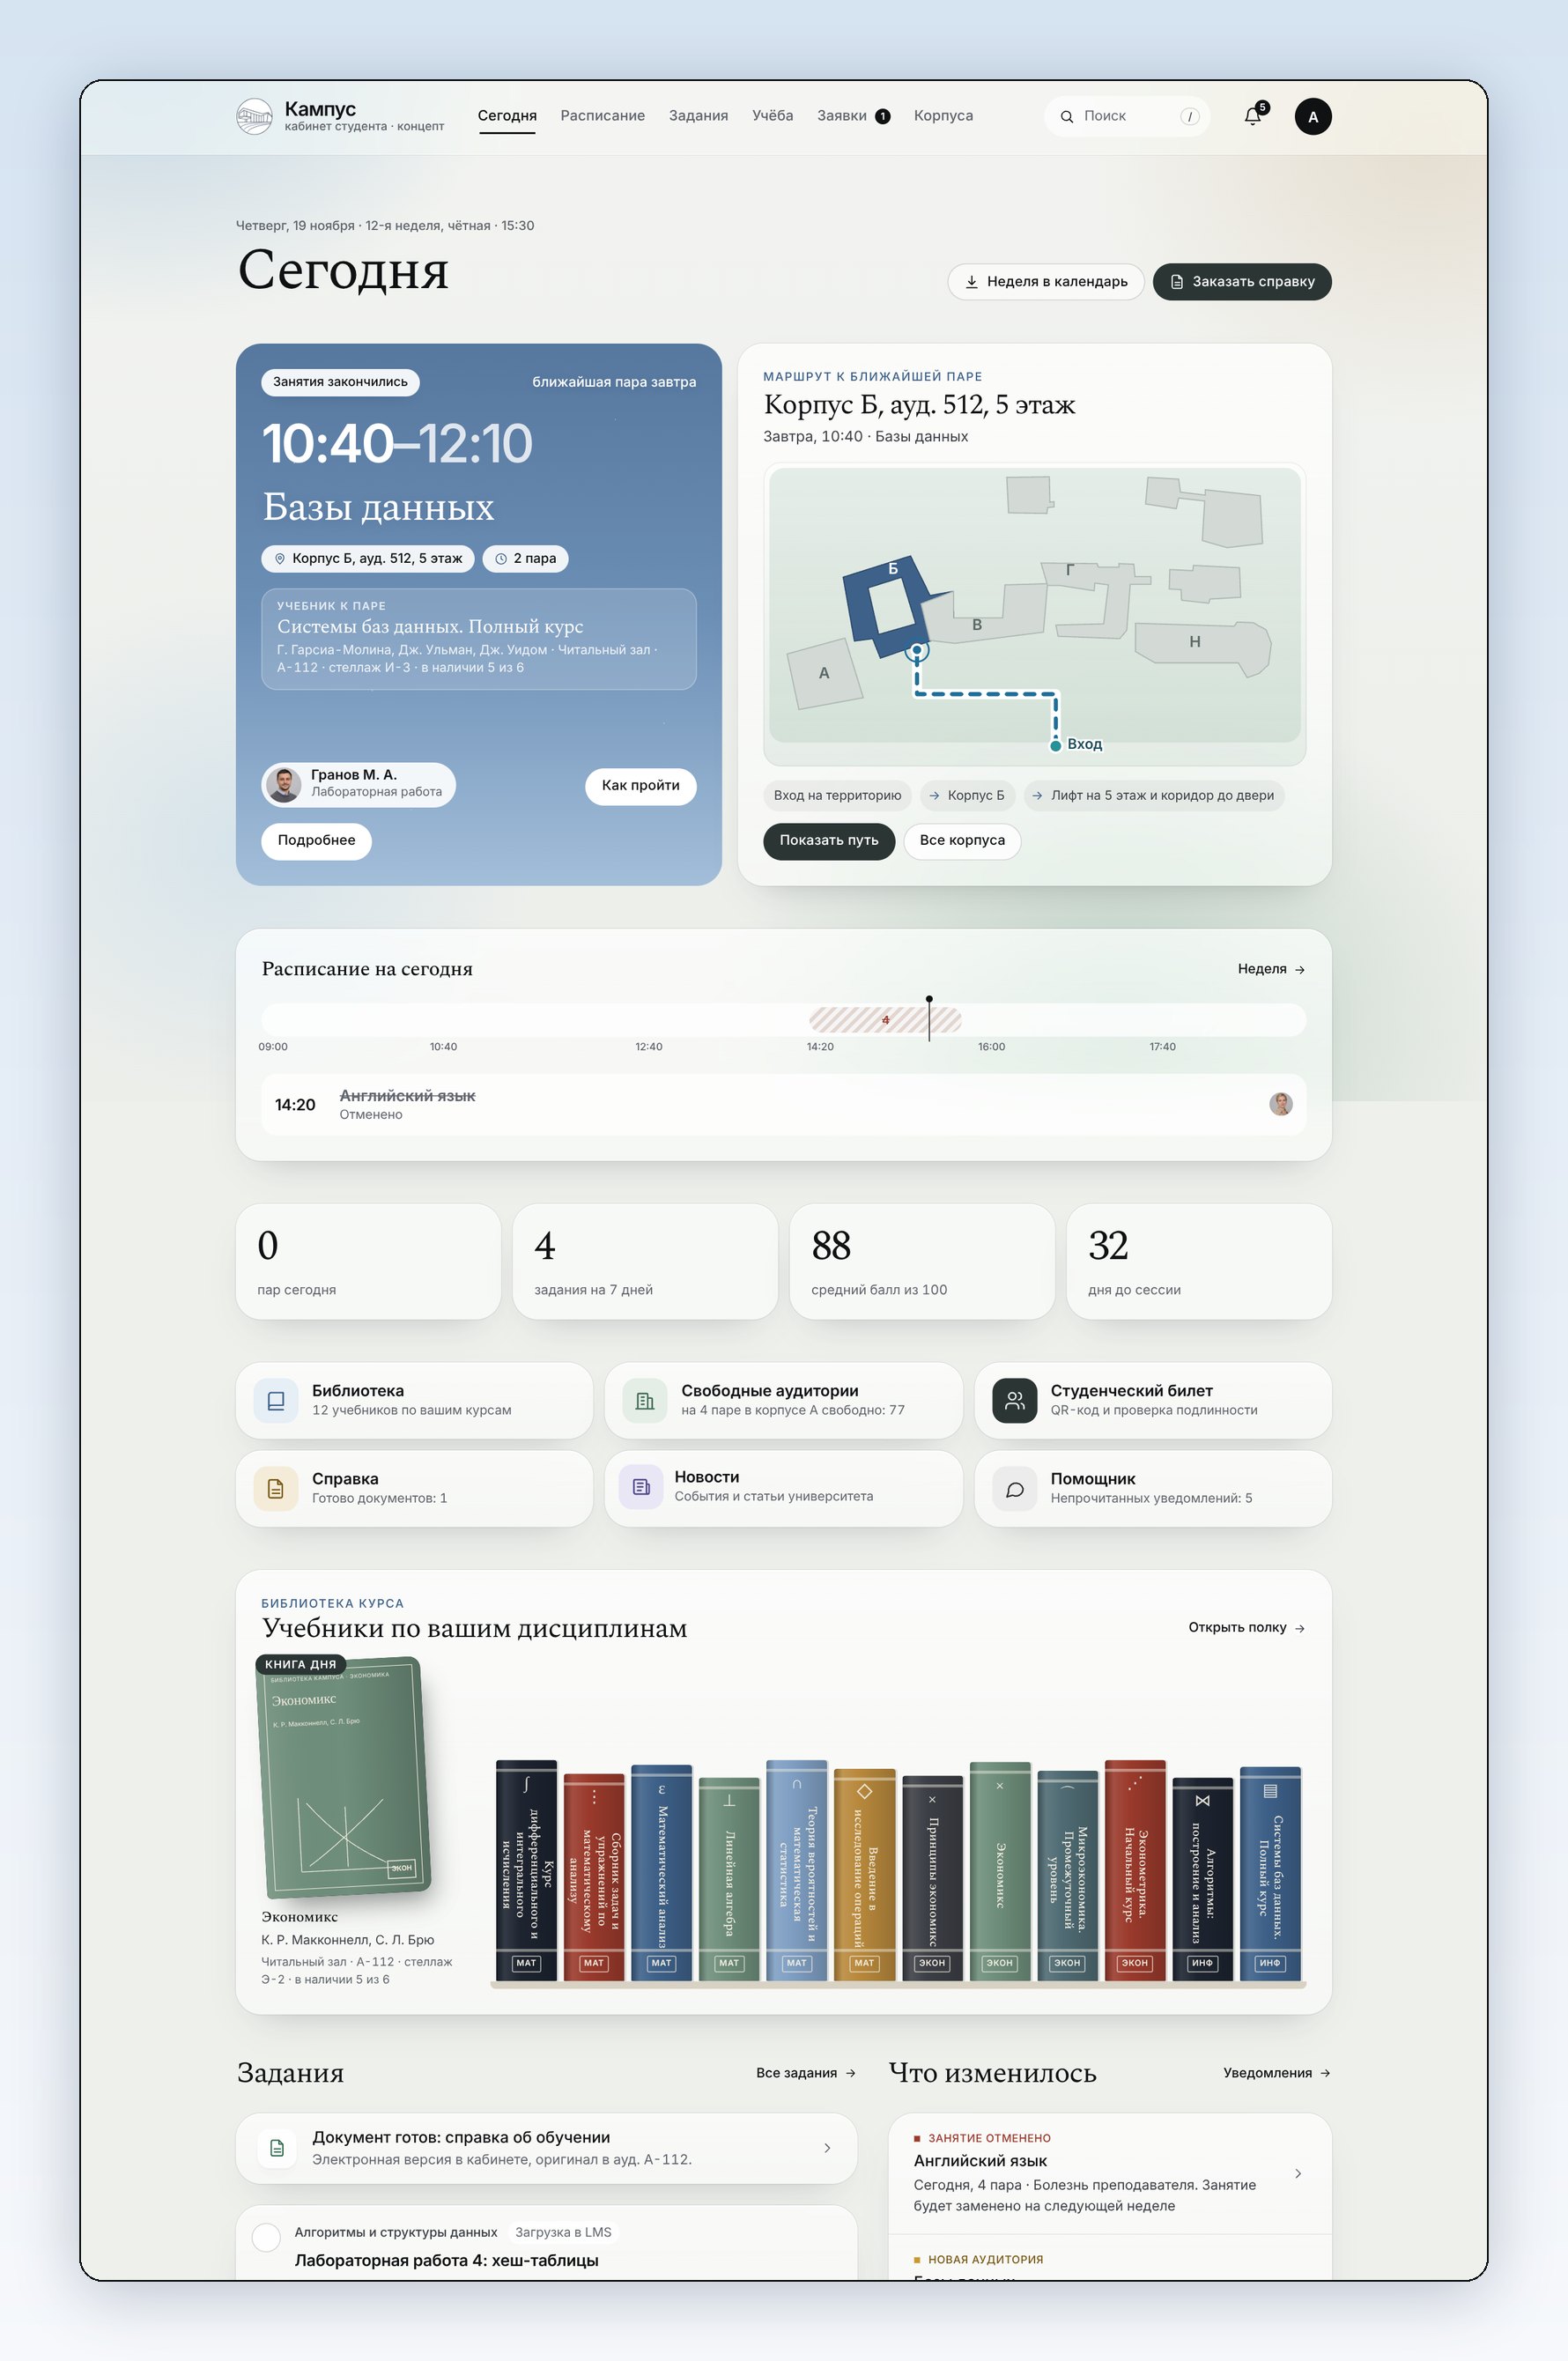 Кампус
кабинет студента · концепт
Сегодня
Расписание
Задания
Учёба
Заявки 1
Корпуса
Поиск
/
5
А
Четверг, 19 ноября · 12-я неделя, чётная · 15:30
Сегодня
Неделя в календарь
Заказать справку
Занятия закончились
ближайшая пара завтра
10:40–12:10
Базы данных
Корпус Б, ауд. 512, 5 этаж
2 пара
УЧЕБНИК К ПАРЕ
Системы баз данных. Полный курс
Г. Гарсиа-Молина, Дж. Ульман, Дж. Уидом · Читальный зал ·
А-112 · стеллаж И-3 · в наличии 5 из 6
Гранов М. А.
Лабораторная работа
Как пройти
Подробнее
МАРШРУТ К БЛИЖАЙШЕЙ ПАРЕ
Корпус Б, ауд. 512, 5 этаж
Завтра, 10:40 · Базы данных
Б
Г
В
Н
А
Вход
Вход на территорию
→ Корпус Б
→ Лифт на 5 этаж и коридор до двери
Показать путь
Все корпуса
Расписание на сегодня
Неделя →
4
09:00
10:40
12:40
14:20
16:00
17:40
14:20
Английский язык
Отменено
0
пар сегодня
4
задания на 7 дней
88
средний балл из 100
32
дня до сессии
Библиотека
12 учебников по вашим курсам
Свободные аудитории
на 4 паре в корпусе А свободно: 77
Студенческий билет
QR-код и проверка подлинности
Справка
Готово документов: 1
Новости
События и статьи университета
Помощник
Непрочитанных уведомлений: 5
БИБЛИОТЕКА КУРСА
Учебники по вашим дисциплинам
Открыть полку →
КНИГА ДНЯ
БИБЛИОТЕКА КАМПУСА · ЭКОНОМИКА
Экономикс
К. Р. Макконнелл, С. Л. Брю
ЭКОН
Экономикс
К. Р. Макконнелл, С. Л. Брю
Читальный зал · А-112 · стеллаж
Э-2 · в наличии 5 из 6
∫
Курс
дифференциального и
интегрального
исчисления
МАТ
⋮
Сборник задач и
упражнений по
математическому
анализу
МАТ
ε
Математический анализ
МАТ
⊥
Линейная алгебра
МАТ
∩
Теория вероятностей и
математическая
статистика
МАТ
◇
Введение в
исследование операций
МАТ
×
Принципы экономикс
ЭКОН
×
Экономикс
ЭКОН
⌒
Микроэкономика.
Промежуточный
уровень
ЭКОН
⋰
Эконометрика.
Начальный курс
ЭКОН
⋈
Алгоритмы:
построение и анализ
ИНФ
▤
Системы баз данных.
Полный курс
ИНФ
Задания
Все задания →
Документ готов: справка об обучении
Электронная версия в кабинете, оригинал в ауд. А-112.
Алгоритмы и структуры данных
Загрузка в LMS
Лабораторная работа 4: хеш-таблицы
Что изменилось
Уведомления →
ЗАНЯТИЕ ОТМЕНЕНО
Английский язык
Сегодня, 4 пара · Болезнь преподавателя. Занятие
будет заменено на следующей неделе
НОВАЯ АУДИТОРИЯ